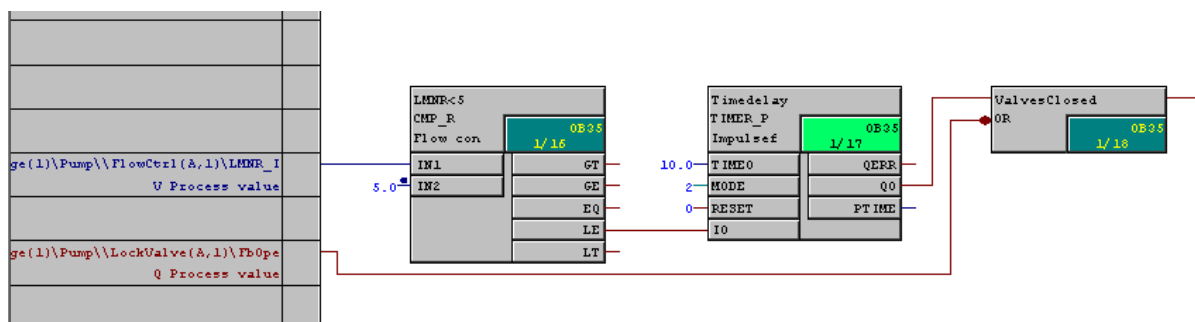 ge(1)\Pump\\FlowCtrl(A,1)\LMNR_I
V Process value
ge(1)\Pump\\LockValve(A,1)\FbOpe
Q Process value
LMNR<5
CMP_R
Flow con
OB35
1/16
IN1
5.0
IN2
GT
GE
EQ
LE
LT
Timedelay
TIMER_P
Impulsef
OB35
1/17
10.0
TIME0
2
MODE
0
RESET
I0
QERR
Q0
PTIME
ValvesClosed
OR
OB35
1/18